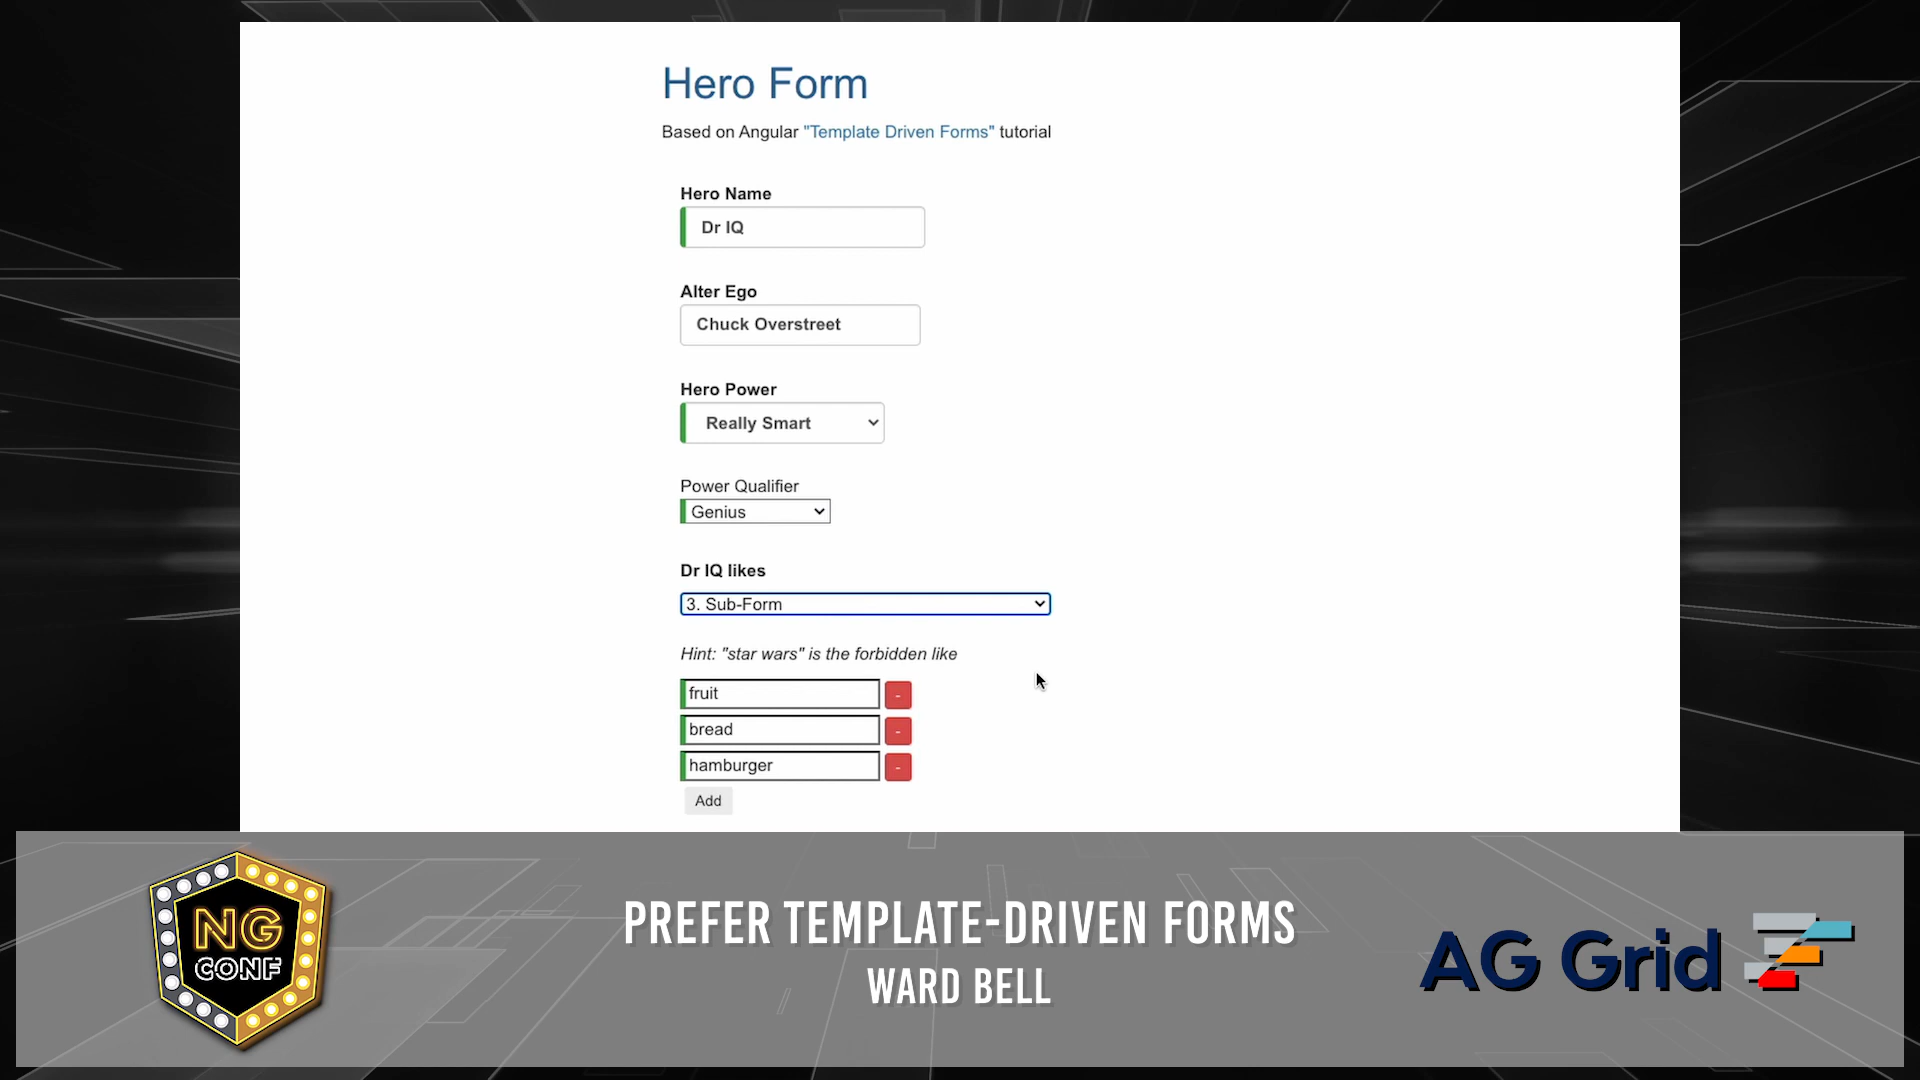 Hero Form
Based on Angular "Template Driven Forms" tutorial
Hero Name
Dr IQ
Alter Ego
Chuck Overstreet
Hero Power
Really Smart
Power Qualifier
Genius
Dr IQ likes
3. Sub-Form
Hint: "star wars" is the forbidden like
fruit
-
bread
-
hamburger
-
Add
NG
CONF
PREFER TEMPLATE-DRIVEN FORMS
WARD BELL
AG Grid